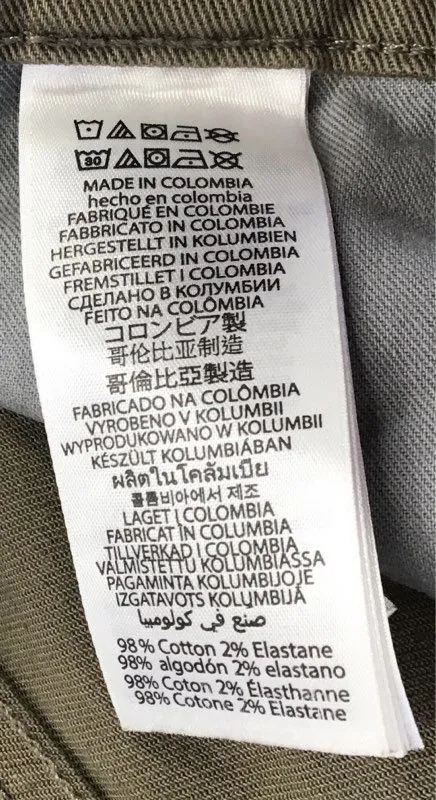 30
MADE IN COLOMBIA
hecho en colombia
FABRIQUÉ EN COLOMBIE
FABBRICATO IN COLOMBIA
HERGESTELLT IN KOLUMBIEN
GEFABRICEERD IN COLOMBIA
FREMSTILLET I COLOMBIA
СДЕЛАНО В КОЛУМБИИ
FEITO NA COLÔMBIA
コロンビア製
哥伦比亚制造
哥倫比亞製造
FABRICADO NA COLÔMBIA
VYROBENO V KOLUMBII
WYPRODUKOWANO W KOLUMBII
KÉSZÜLT KOLUMBIÁBAN
ผลิตในโคลัมเบีย
콜롬비아에서 제조
LAGET I COLOMBIA
FABRICAT ÎN COLUMBIA
TILLVERKAD I COLOMBIA
VALMISTETTU KOLUMBIASSA
PAGAMINTA KOLUMBIJOJE
IZGATAVOTS KOLUMBIJĀ
صنع في كولومبيا
98% Cotton 2% Elastane
98% algodón 2% elastano
98% Coton 2% Élasthanne
98% Cotone 2% Elastane